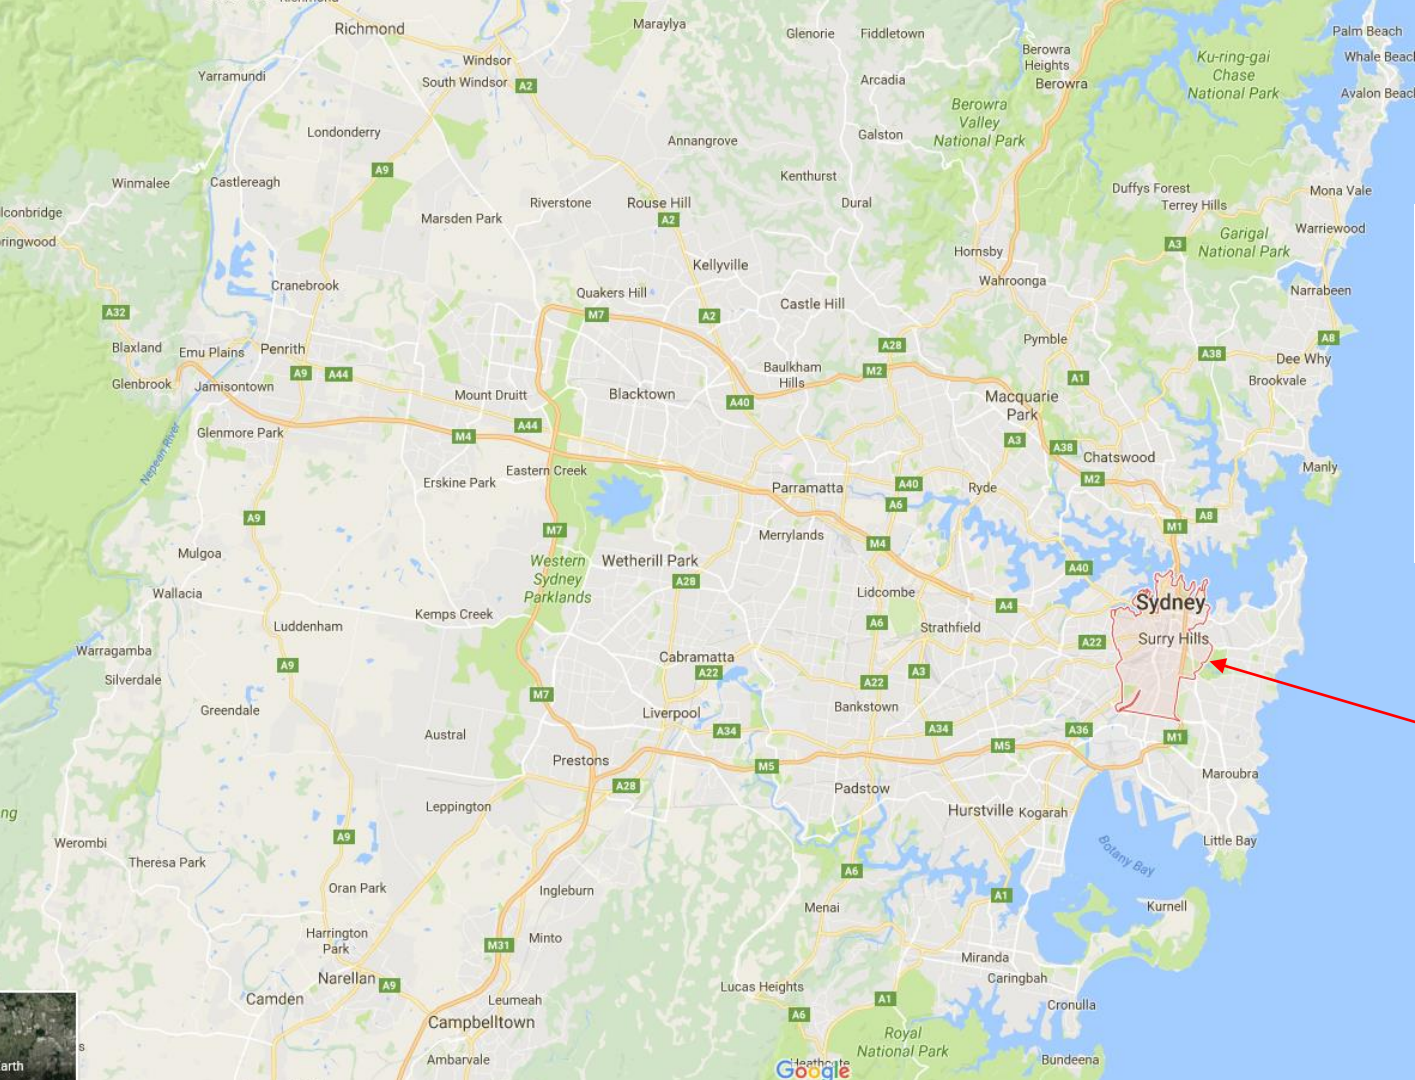 Richmond
Maraylya
Glenorie
Fiddletown
Palm Beach
Berowra
Heights
Ku-ring-gai
Chase
National Park
Whale Beach
Windsor
Yarramundi
South Windsor
A2
Arcadia
Berowra
Avalon Beac
Berowra
Valley
National Park
Londonderry
Annangrove
Galston
A9
Winmalee
Castlereagh
Kenthurst
Duffys Forest
Mona Vale
Riverstone
Rouse Hill
Dural
Terrey Hills
lconbridge
Marsden Park
A2
Warriewood
ringwood
A3
Garigal
National Park
Hornsby
Kellyville
Wahroonga
Cranebrook
Quakers Hill
Narrabeen
Castle Hill
A32
M7
A2
Pymble
A8
Blaxland
Emu Plains
Penrith
A28
A38
Dee Why
Glenbrook
Jamisontown
A9
A44
Baulkham
Hills
M2
A1
Brookvale
Mount Druitt
Blacktown
A40
Macquarie
Park
Glenmore Park
M4
A44
A3
A38
Chatswood
Nepean River
Eastern Creek
Manly
Erskine Park
Parramatta
A40
Ryde
M2
A6
A9
M7
Merrylands
M4
M1
A8
Mulgoa
Western
Sydney
Parklands
Wetherill Park
A28
A40
Wallacia
Lidcombe
A4
Sydney
Kemps Creek
Luddenham
A6
Strathfield
A22
Surry Hills
Warragamba
A9
Cabramatta
A22
A3
Silverdale
M7
A22
Greendale
Liverpool
Bankstown
Austral
A34
A34
A36
M1
Prestons
M5
M5
A28
Padstow
Maroubra
Leppington
Hurstville
Kogarah
ng
A9
Werombi
Little Bay
Theresa Park
Botany Bay
A6
Oran Park
Ingleburn
A1
Menai
Kurnell
Harrington
Park
M31
Minto
Miranda
Narellan
A9
Lucas Heights
Caringbah
Camden
Leumeah
A1
Cronulla
Campbelltown
A6
Royal
National Park
s
Ambarvale
Heathcote
Bundeena
arth
Google